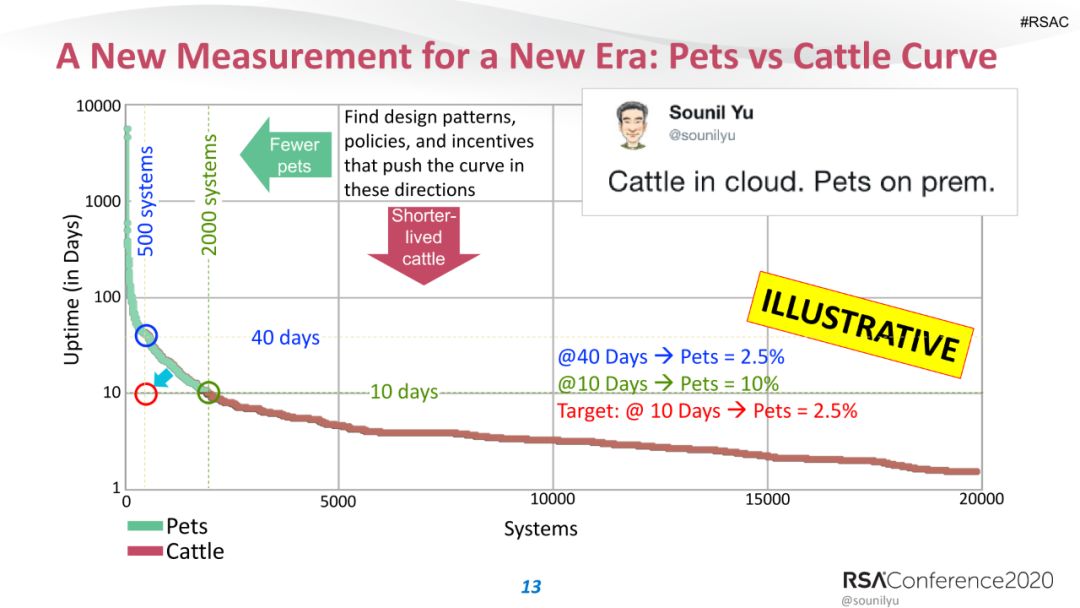 #RSAC
A New Measurement for a New Era: Pets vs Cattle Curve
Sounil Yu
@sounilyu
Cattle in cloud. Pets on prem.
Find design patterns,
policies, and incentives
that push the curve in
these directions
Fewer
pets
Shorter-
lived
cattle
500 systems
2000 systems
ILLUSTRATIVE
40 days
10 days
@40 Days → Pets = 2.5%
@10 Days → Pets = 10%
Target: @ 10 Days → Pets = 2.5%
Uptime (in Days)
10000
1000
100
10
1
0
5000
10000
15000
20000
Systems
Pets
Cattle
13
RSAConference2020
@sounilyu